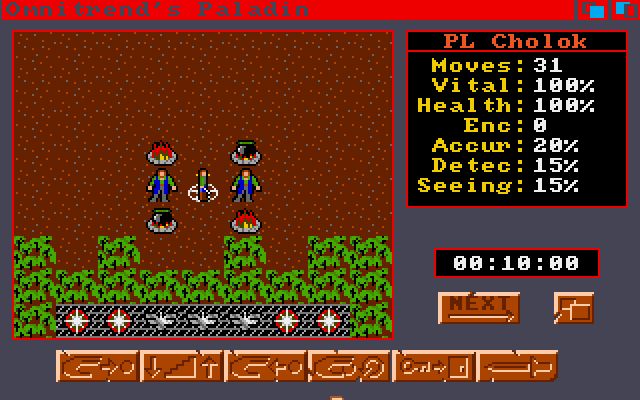 Omnitrend's Paladin
PL Cholok
Moves: 31
Vital: 100%
Health: 100%
Enc: 0
Accur: 20%
Detec: 15%
Seeing: 15%
00:10:00
NEXT